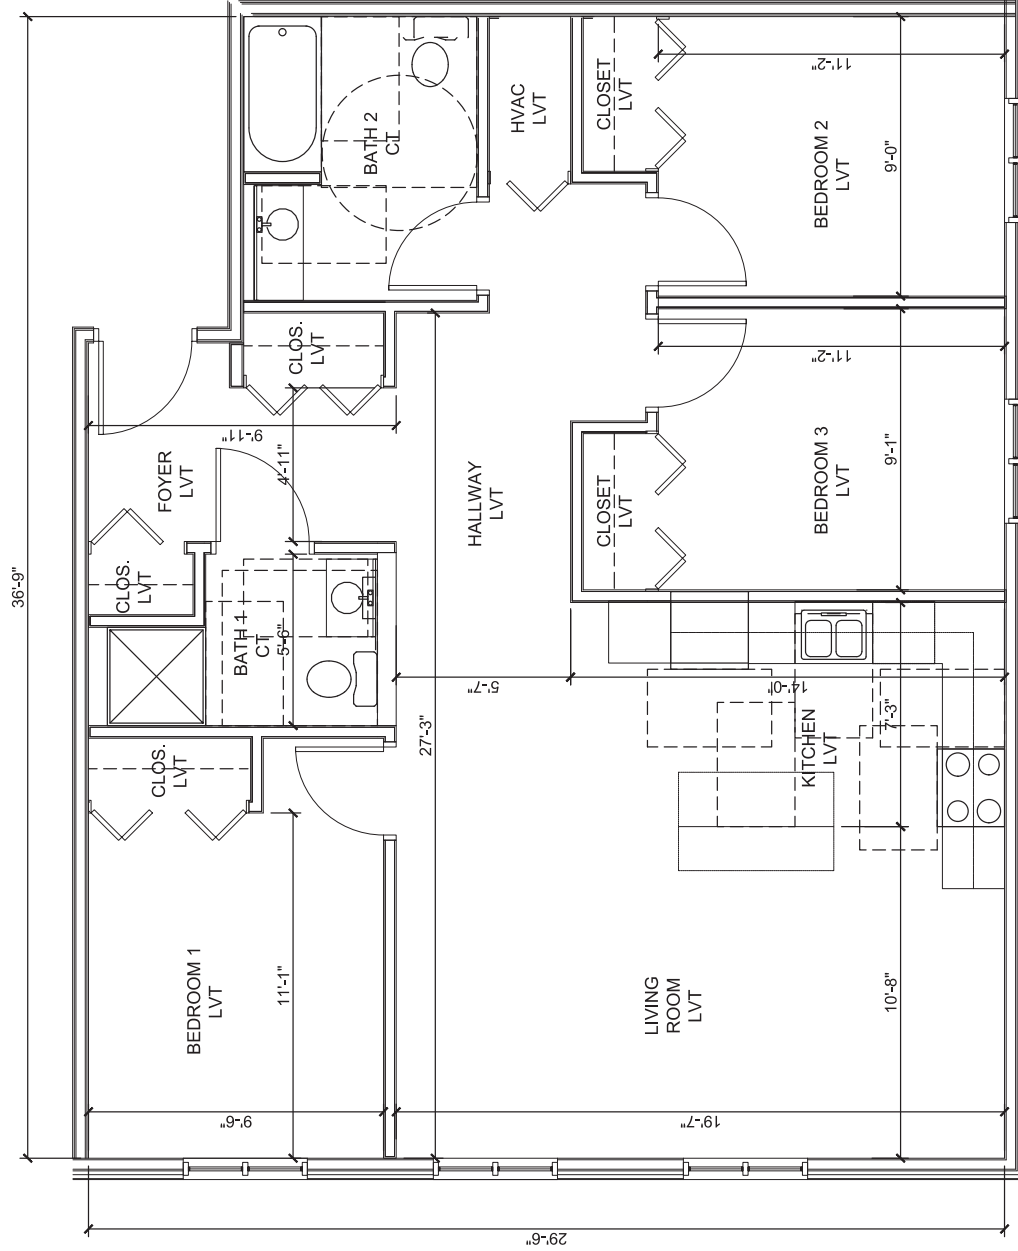 36'-9"
CLOSET
LVT
11'-2"
HVAC
LVT
BATH 2
CT
BEDROOM 2
LVT
9'-0"
CLOS.
LVT
11'-2"
9'-11"
4'-11"
FOYER
LVT
HALLWAY
LVT
CLOSET
LVT
BEDROOM 3
LVT
9'-1"
CLOS.
LVT
BATH 1
CT
5'-6"
5'-7"
14'-0"
7'-3"
27'-3"
KITCHEN
LVT
CLOS.
LVT
BEDROOM 1
LVT
11'-1"
LIVING
ROOM
LVT
10'-8"
9'-6"
19'-7"
29'-6"